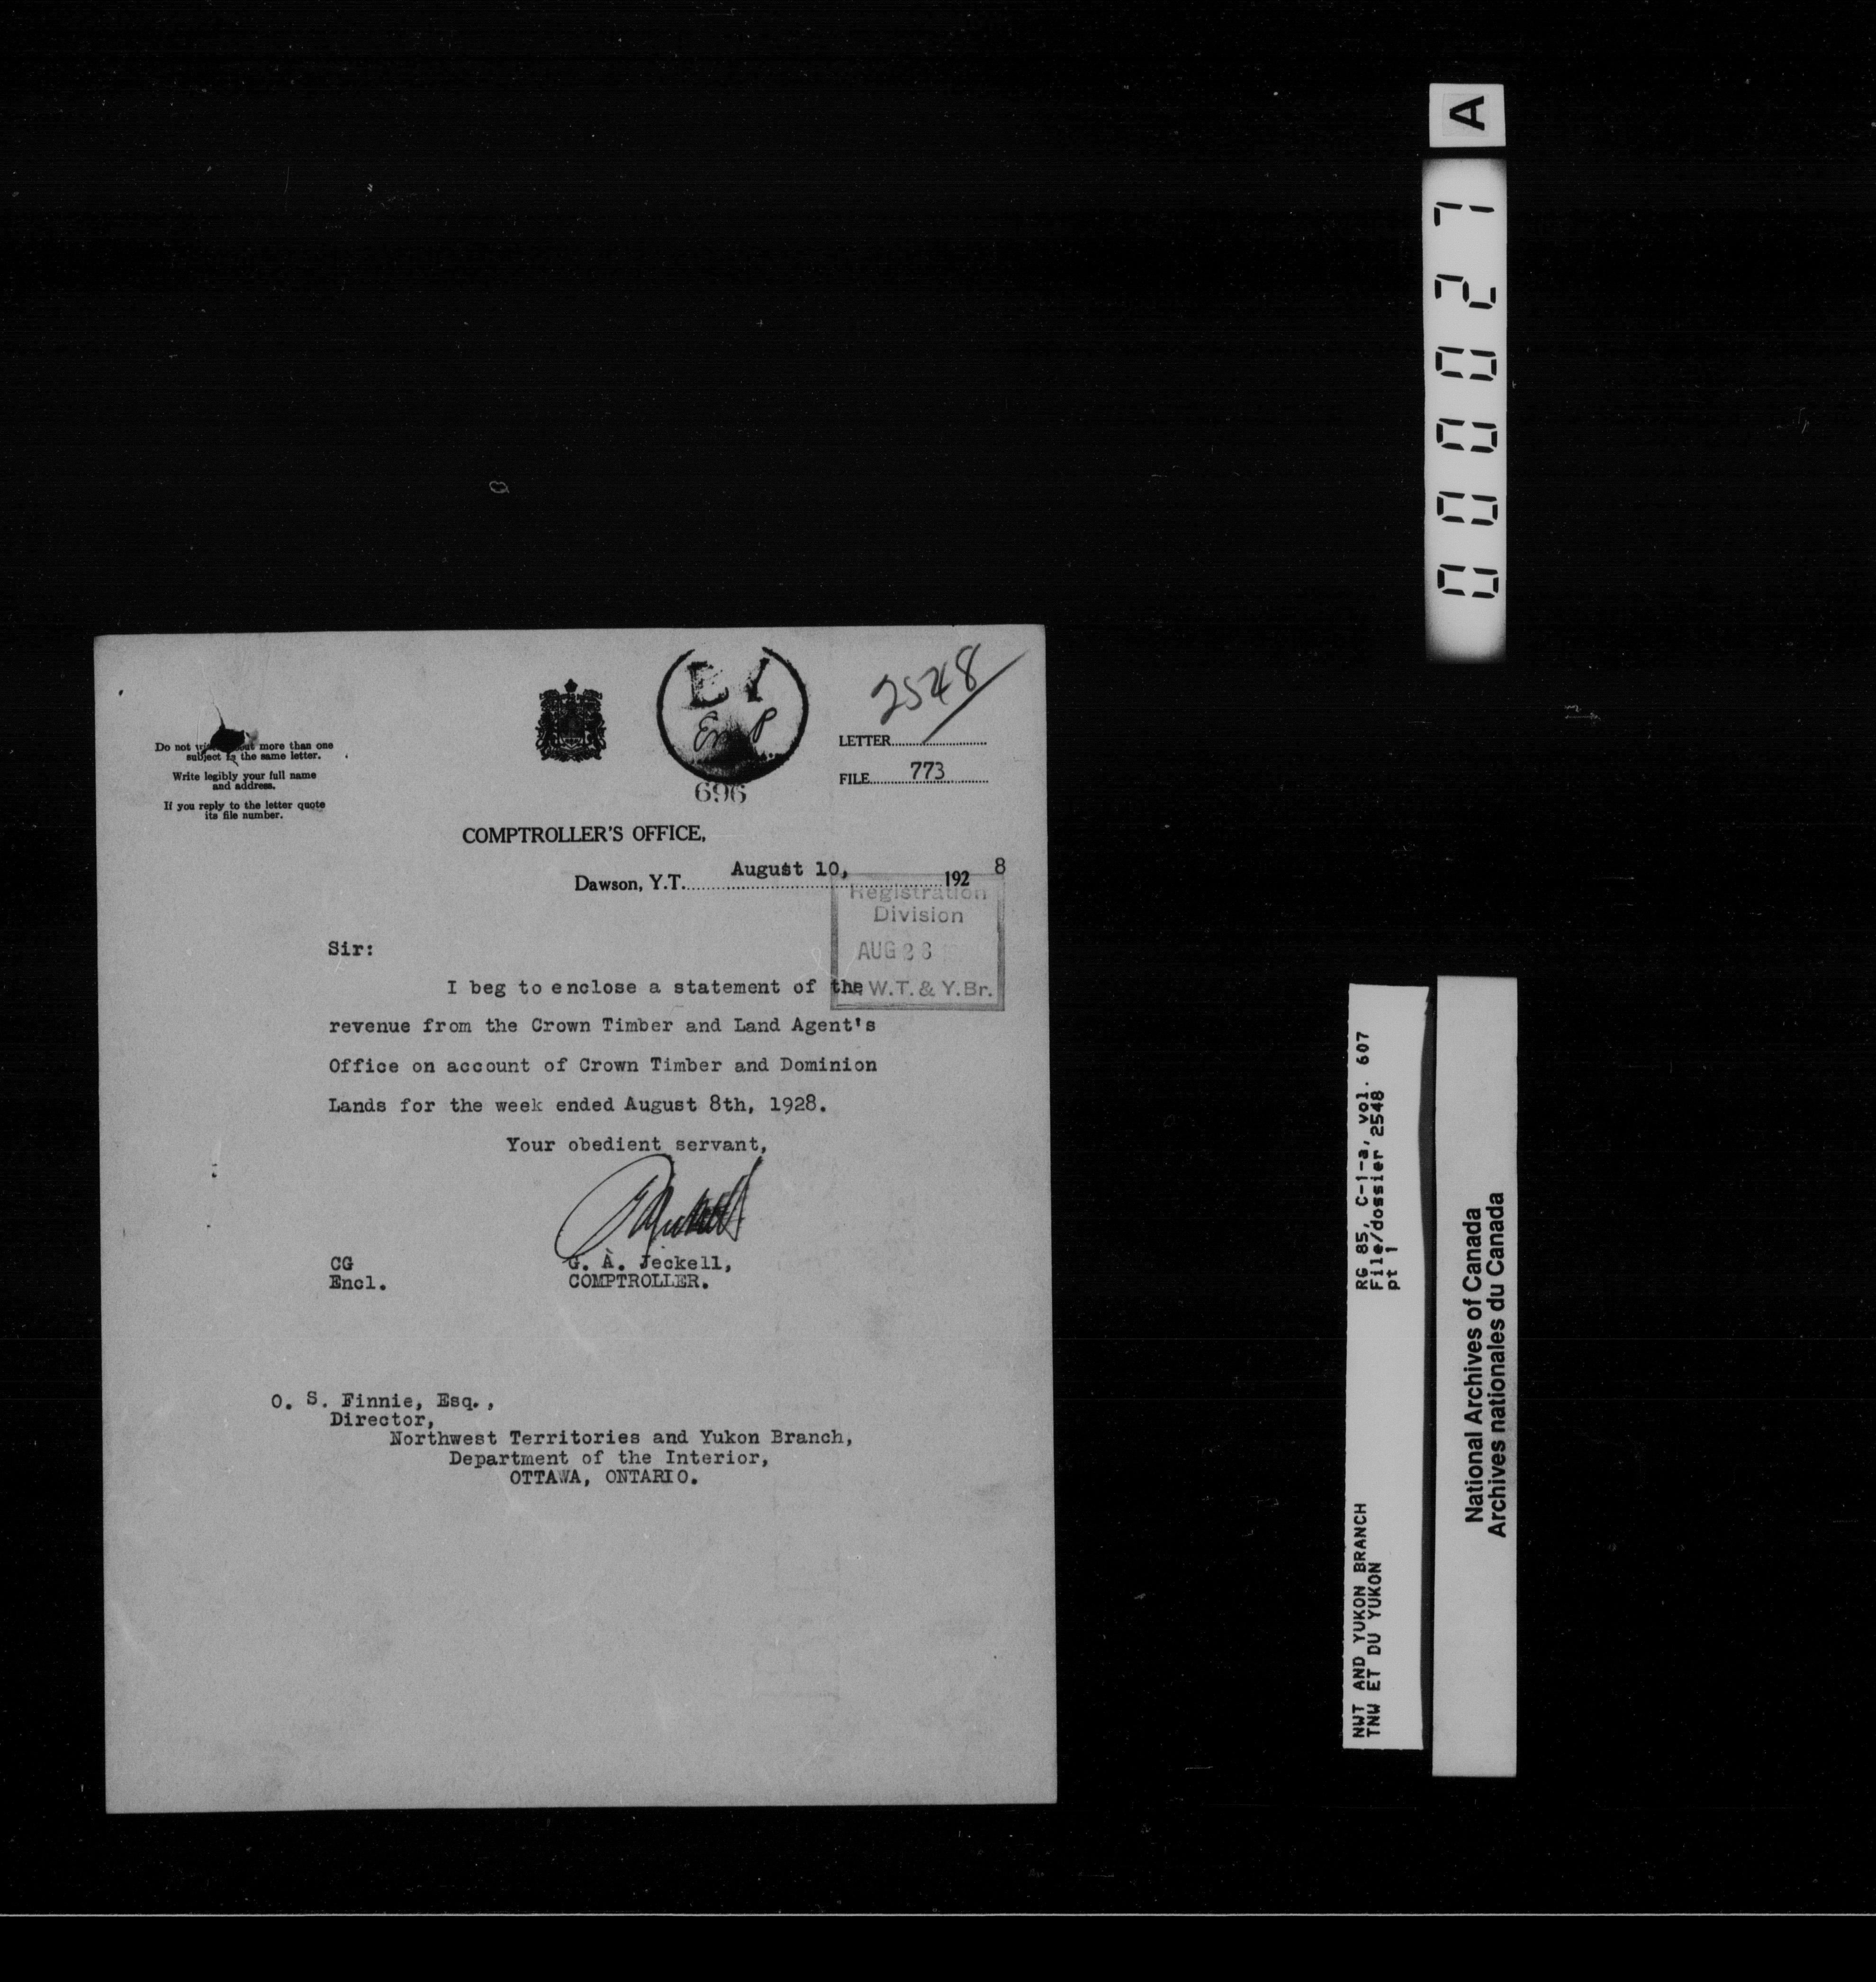 Do not more than one
subject in the same letter.
Write legibly your full name
and address.
If you reply to the letter quote
its file number.
EY
696
2548
LETTER
FILE 773
COMPTROLLER'S OFFICE,
Dawson, Y.T. August 10, 1928
Registration
Division
AUG 28
W.T. & Y.Br.
Sir:
I beg to enclose a statement of the
revenue from the Crown Timber and Land Agent's
Office on account of Crown Timber and Dominion
Lands for the week ended August 8th, 1928.
Your obedient servant,
CG
Encl.
G. A. Jeckell,
COMPTROLLER.
O. S. Finnie, Esq.,
Director,
Northwest Territories and Yukon Branch,
Department of the Interior,
OTTAWA, ONTARIO.
A
000027
NWT AND YUKON BRANCH
TNW ET DU YUKON
RG 85, C-1-a, vol. 607
File/dossier 2548
pt 1
National Archives of Canada
Archives nationales du Canada